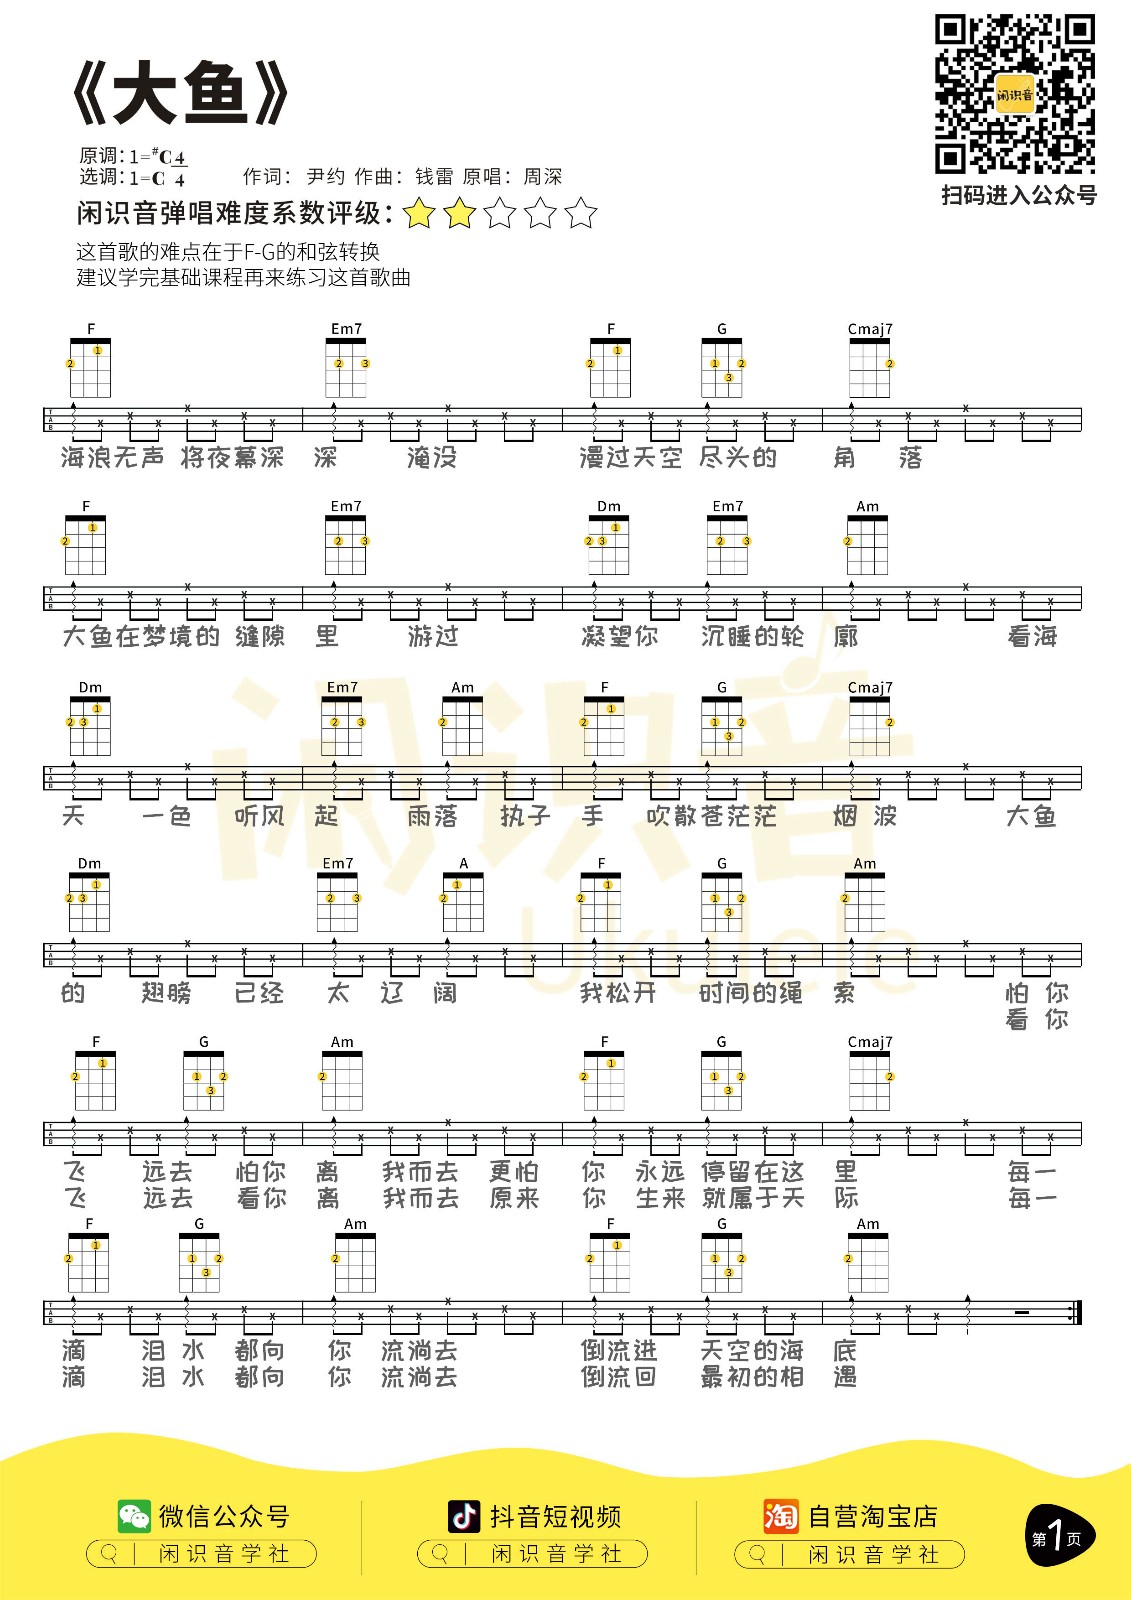 《大鱼》
闲识音
扫码进入公众号
原调：1=#C 4
选调：1=C 4
作词： 尹约 作曲：钱雷 原唱：周深
闲识音弹唱难度系数评级：
这首歌的难点在于F-G的和弦转换
建议学完基础课程再来练习这首歌曲
F Em7 F G Cmaj7
海浪无声 将夜幕深 深 淹没 漫过天空 尽头的 角 落
F Em7 Dm Em7 Am
大鱼在梦境的 缝隙 里 游过 凝望你 沉睡的轮 廓 看海
Dm Em7 Am F G Cmaj7
天 一色 听风 起 雨落 执子 手 吹散苍茫茫 烟 波 大鱼
Dm Em7 A F G Am
的 翅膀 已经 太 辽 阔 我松开 时间的绳 索 怕 你
看 你
F G Am F G Cmaj7
飞 远去 怕你 离 我而去 更怕 你 永远 停留在这 里 每一
飞 远去 看你 离 我而去 原来 你 生来 就属于天 际 每一
F G Am F G Am
滴 泪 水 都向 你 流淌去 倒流进 天空的海 底
滴 泪 水 都向 你 流淌去 倒流回 最初的相 遇
闲识音
Ukulele
微信公众号 抖音短视频 自营淘宝店
闲识音学社 闲识音学社 闲识音学社
第1页